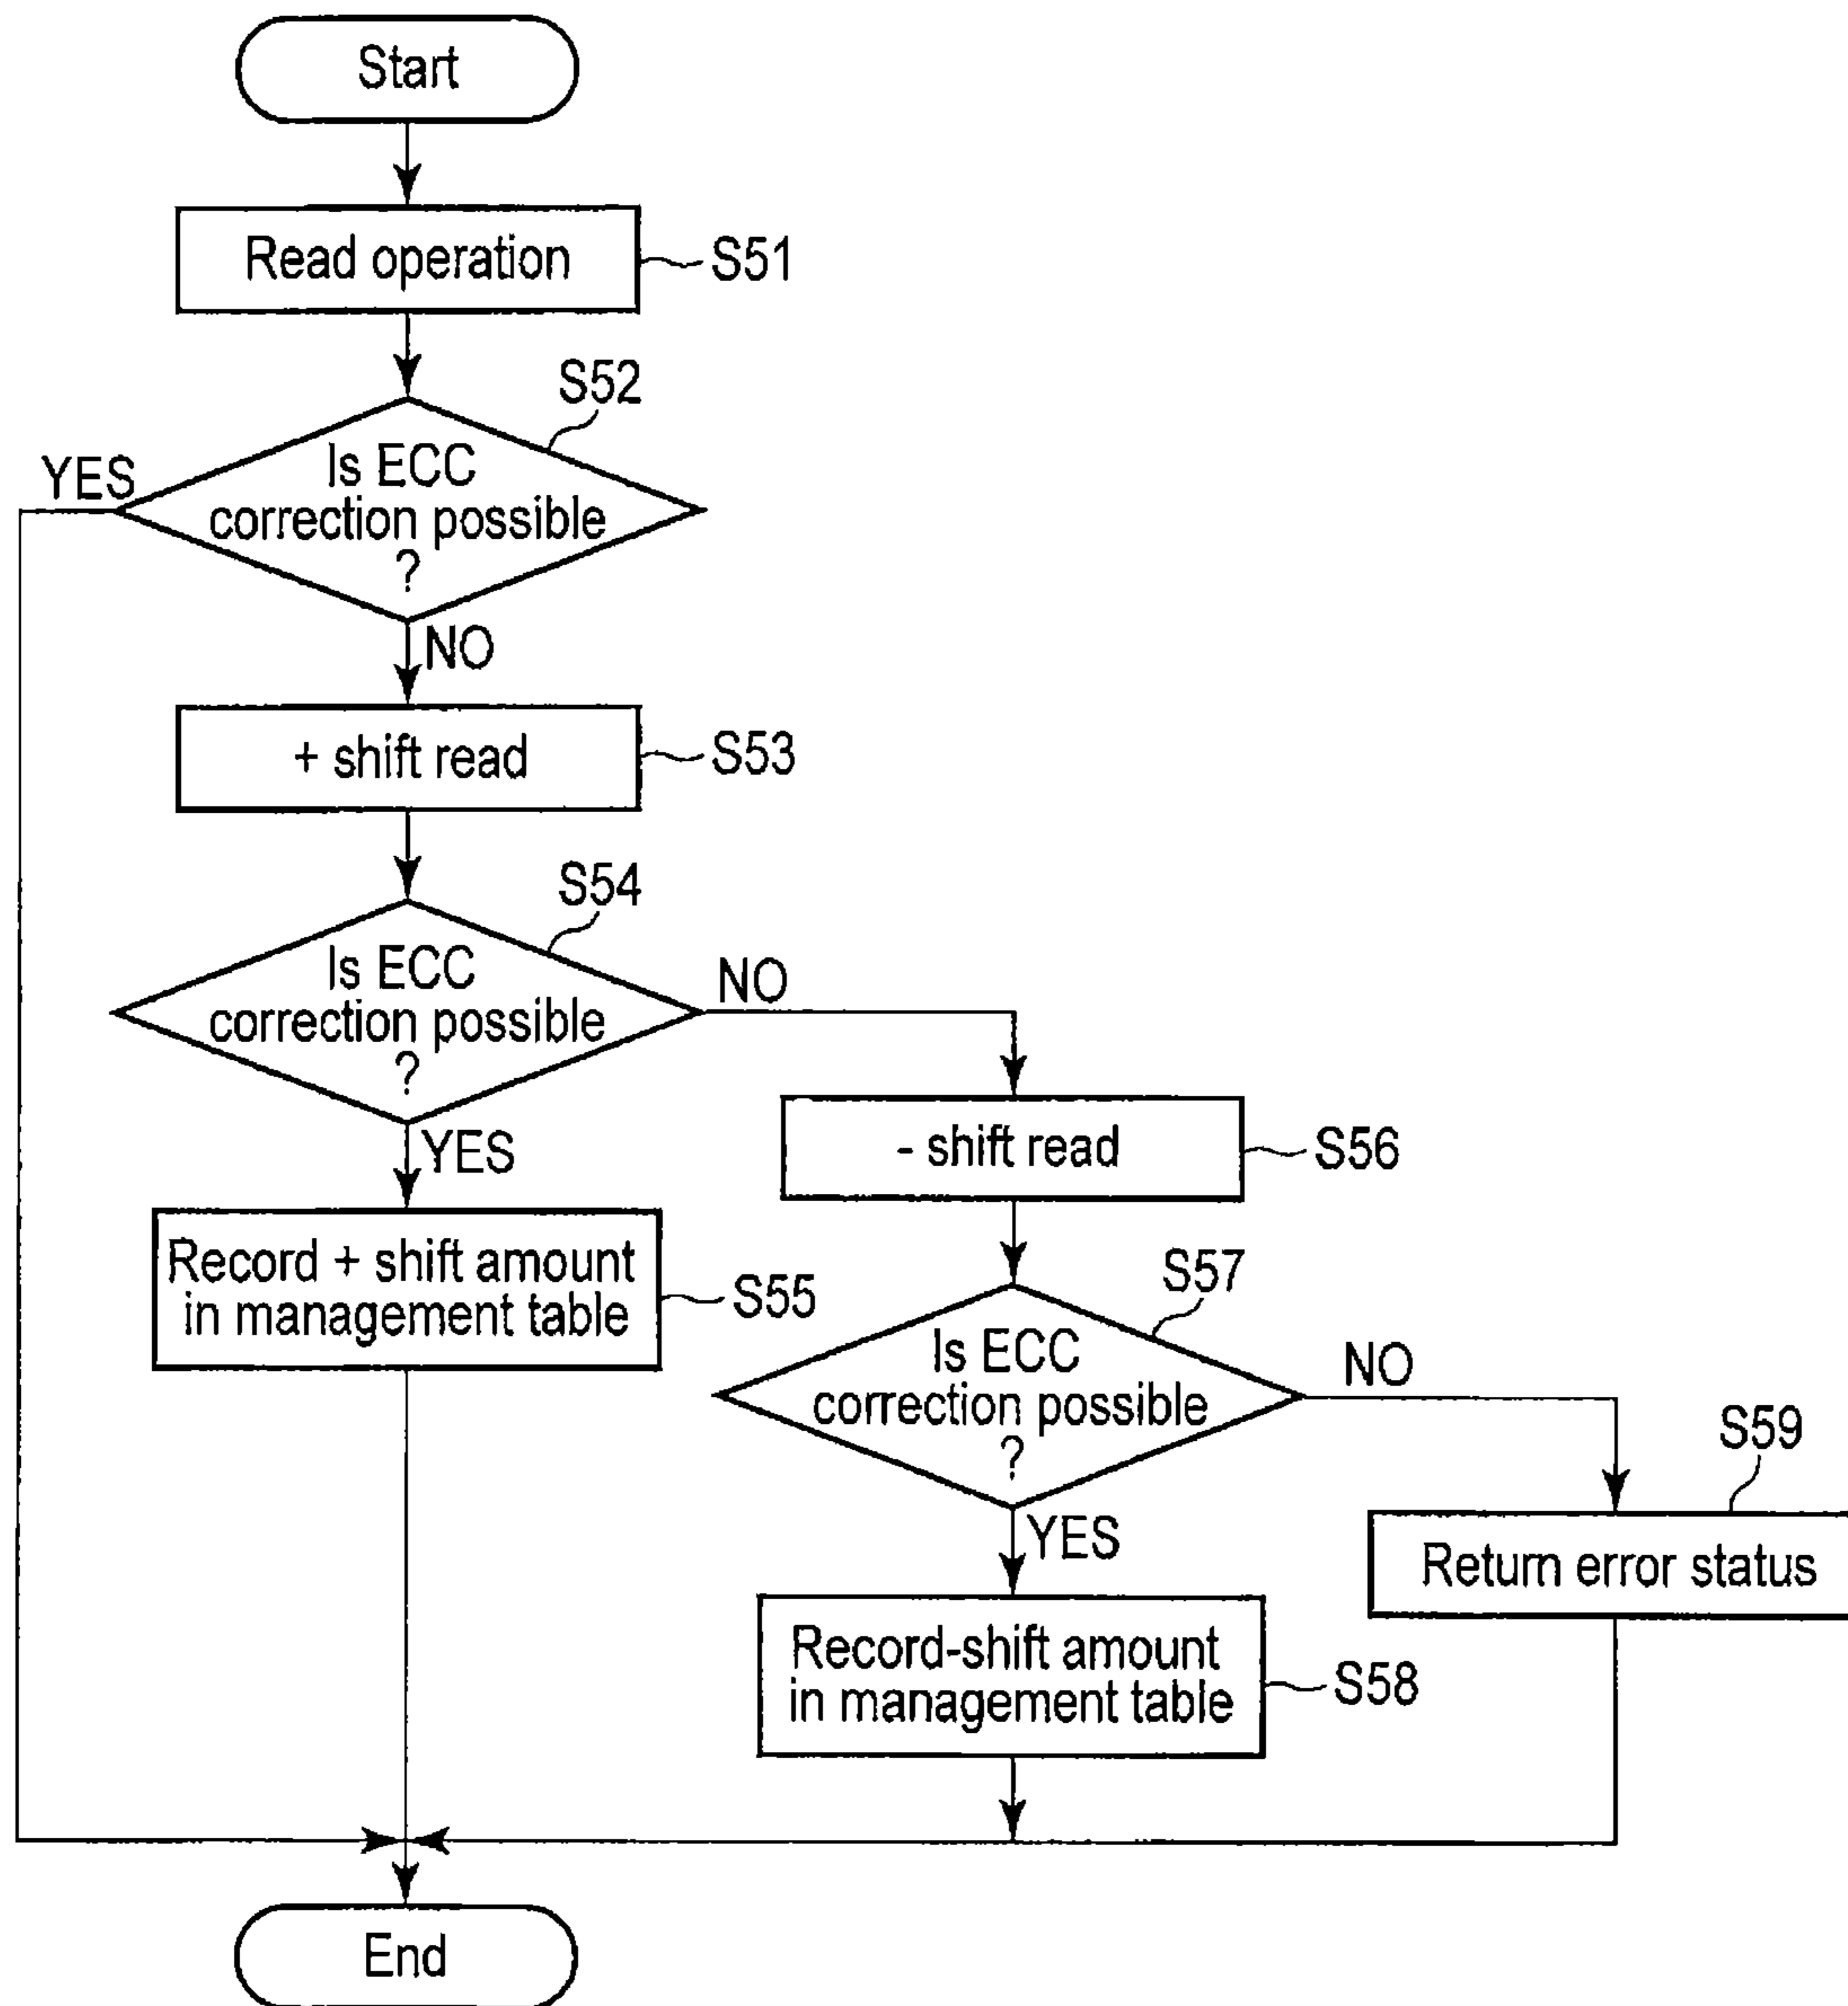 Start
Read operation
S51
S52
Is ECC
correction possible
?
YES
NO
+ shift read
S53
S54
Is ECC
correction possible
?
NO
YES
- shift read
S56
Record + shift amount
in management table
S55
S57
Is ECC
correction possible
?
NO
YES
S59
Return error status
Record-shift amount
in management table
S58
End